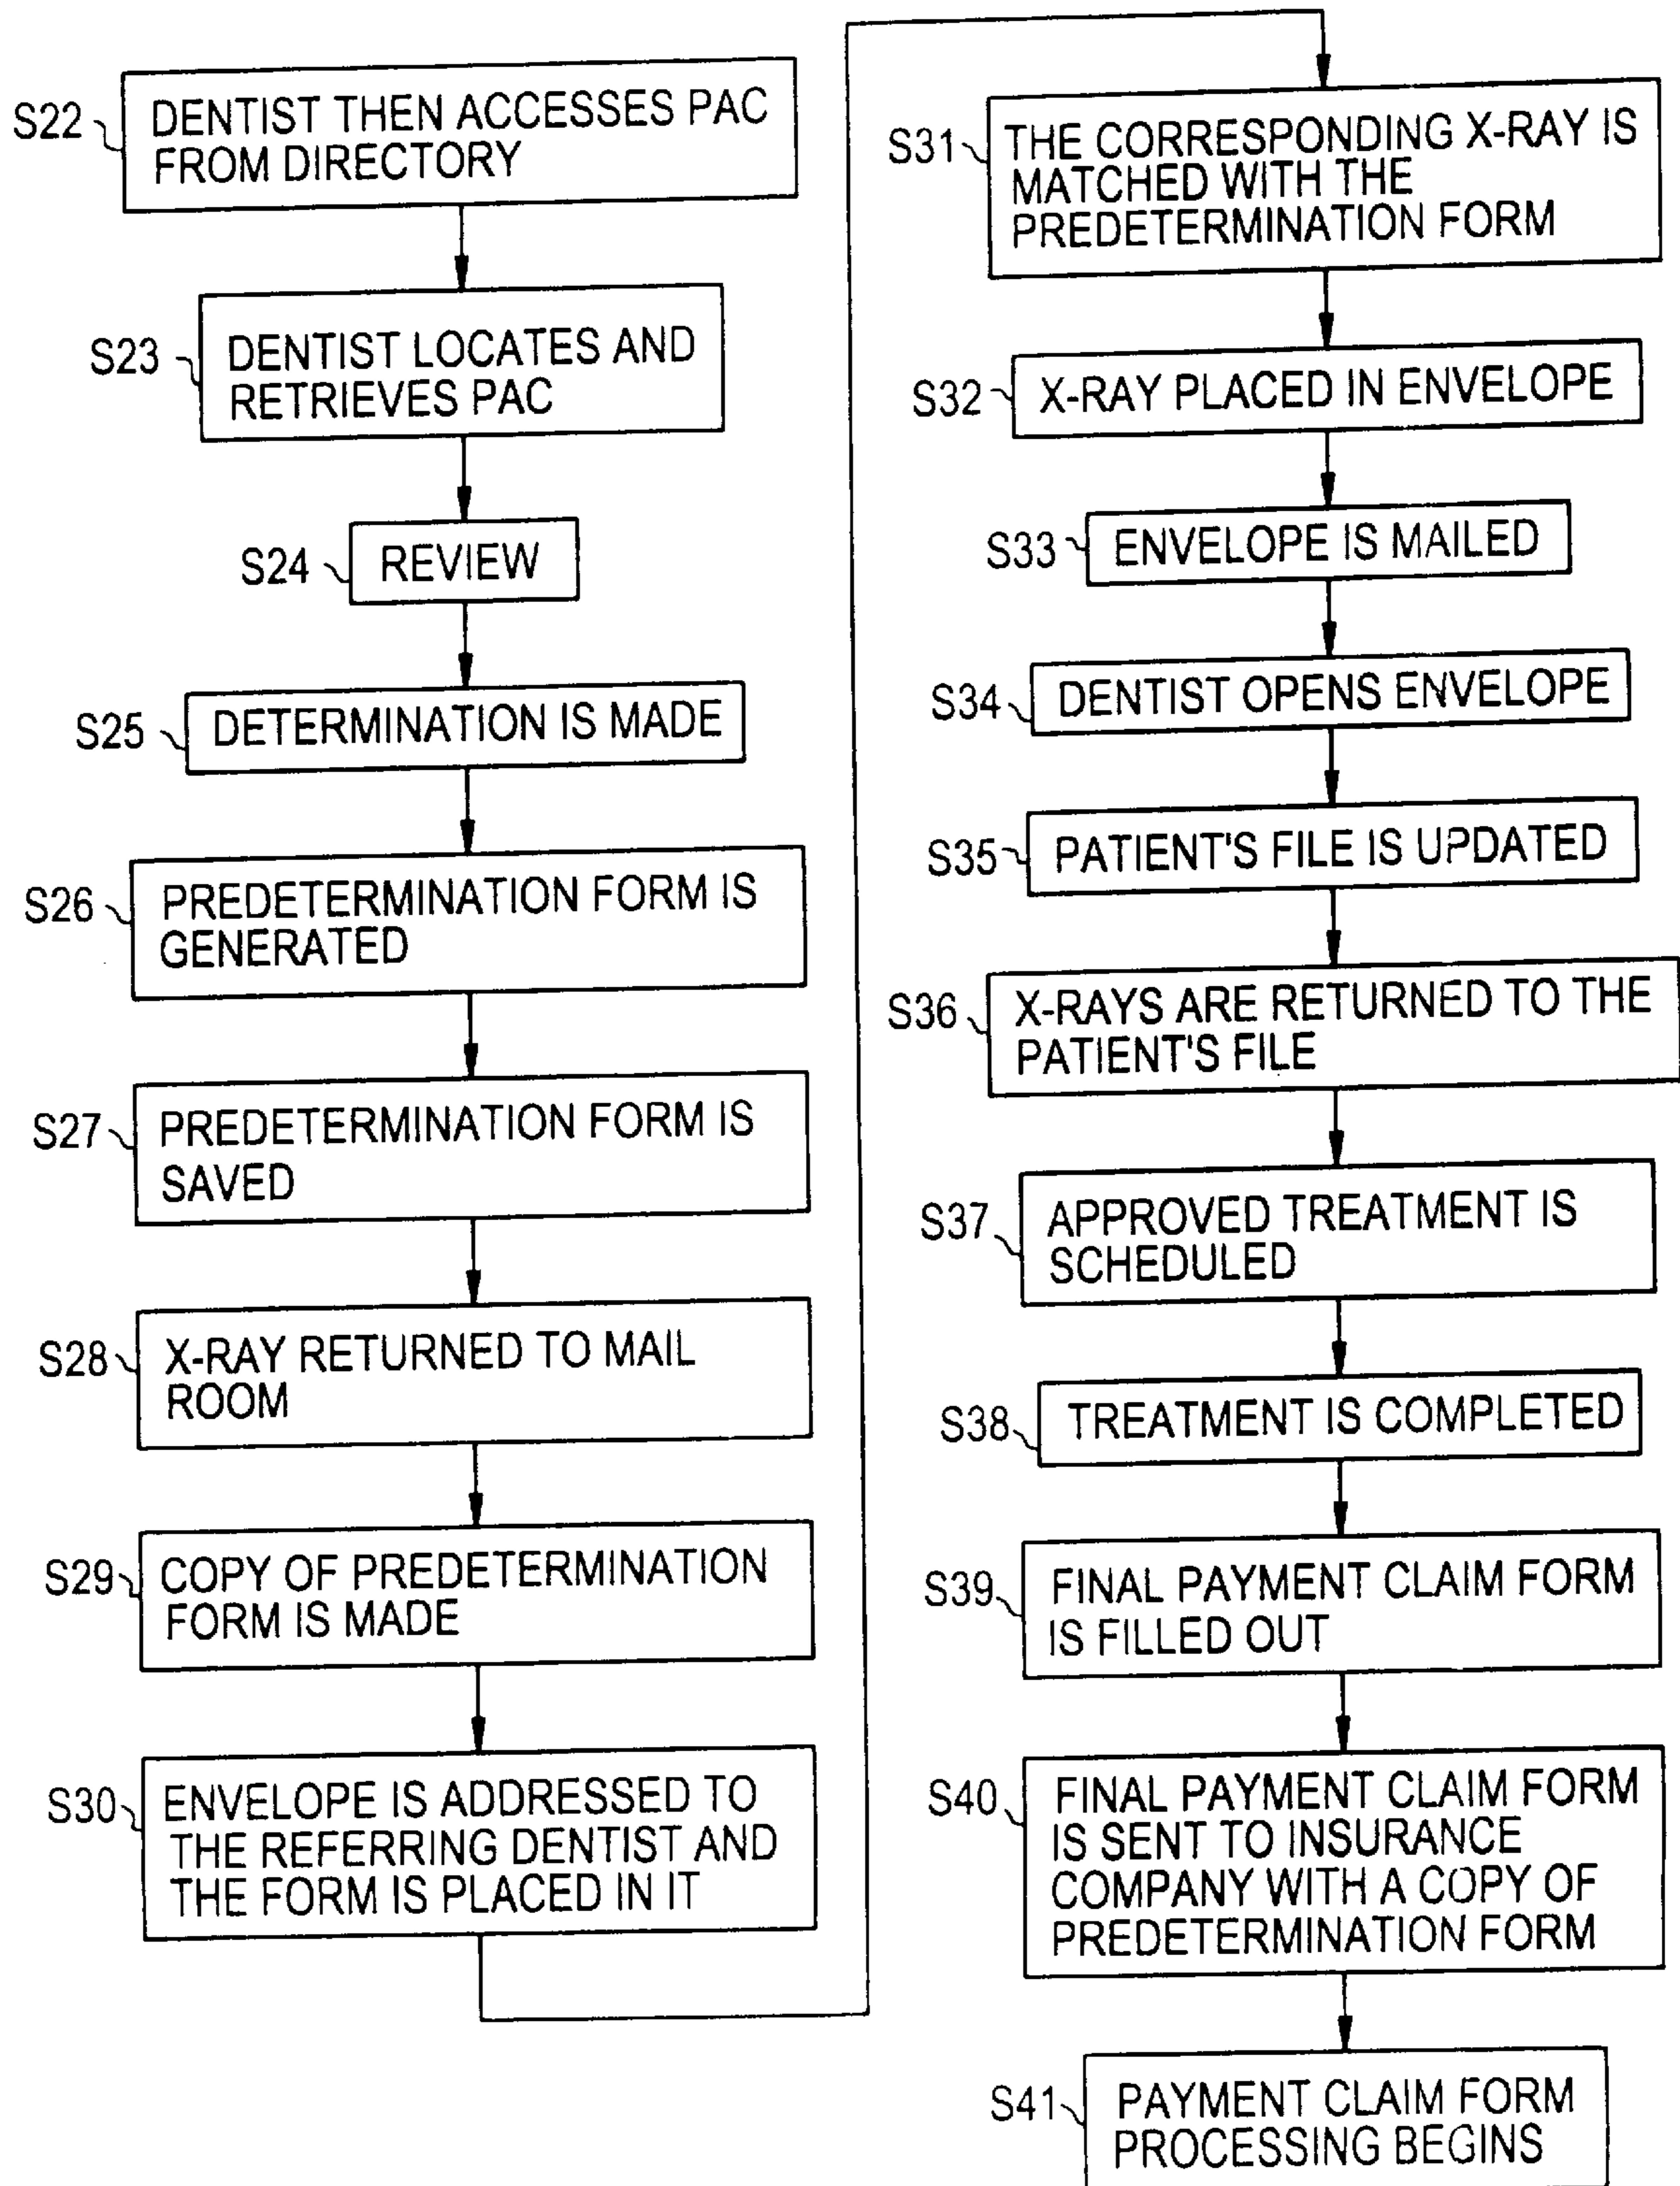 S22
DENTIST THEN ACCESSES PAC
FROM DIRECTORY
S23
DENTIST LOCATES AND
RETRIEVES PAC
S24
REVIEW
S25
DETERMINATION IS MADE
S26
PREDETERMINATION FORM IS
GENERATED
S27
PREDETERMINATION FORM IS
SAVED
S28
X-RAY RETURNED TO MAIL
ROOM
S29
COPY OF PREDETERMINATION
FORM IS MADE
S30
ENVELOPE IS ADDRESSED TO
THE REFERRING DENTIST AND
THE FORM IS PLACED IN IT
S31
THE CORRESPONDING X-RAY IS
MATCHED WITH THE
PREDETERMINATION FORM
S32
X-RAY PLACED IN ENVELOPE
S33
ENVELOPE IS MAILED
S34
DENTIST OPENS ENVELOPE
S35
PATIENT'S FILE IS UPDATED
S36
X-RAYS ARE RETURNED TO THE
PATIENT'S FILE
S37
APPROVED TREATMENT IS
SCHEDULED
S38
TREATMENT IS COMPLETED
S39
FINAL PAYMENT CLAIM FORM
IS FILLED OUT
S40
FINAL PAYMENT CLAIM FORM
IS SENT TO INSURANCE
COMPANY WITH A COPY OF
PREDETERMINATION FORM
S41
PAYMENT CLAIM FORM
PROCESSING BEGINS